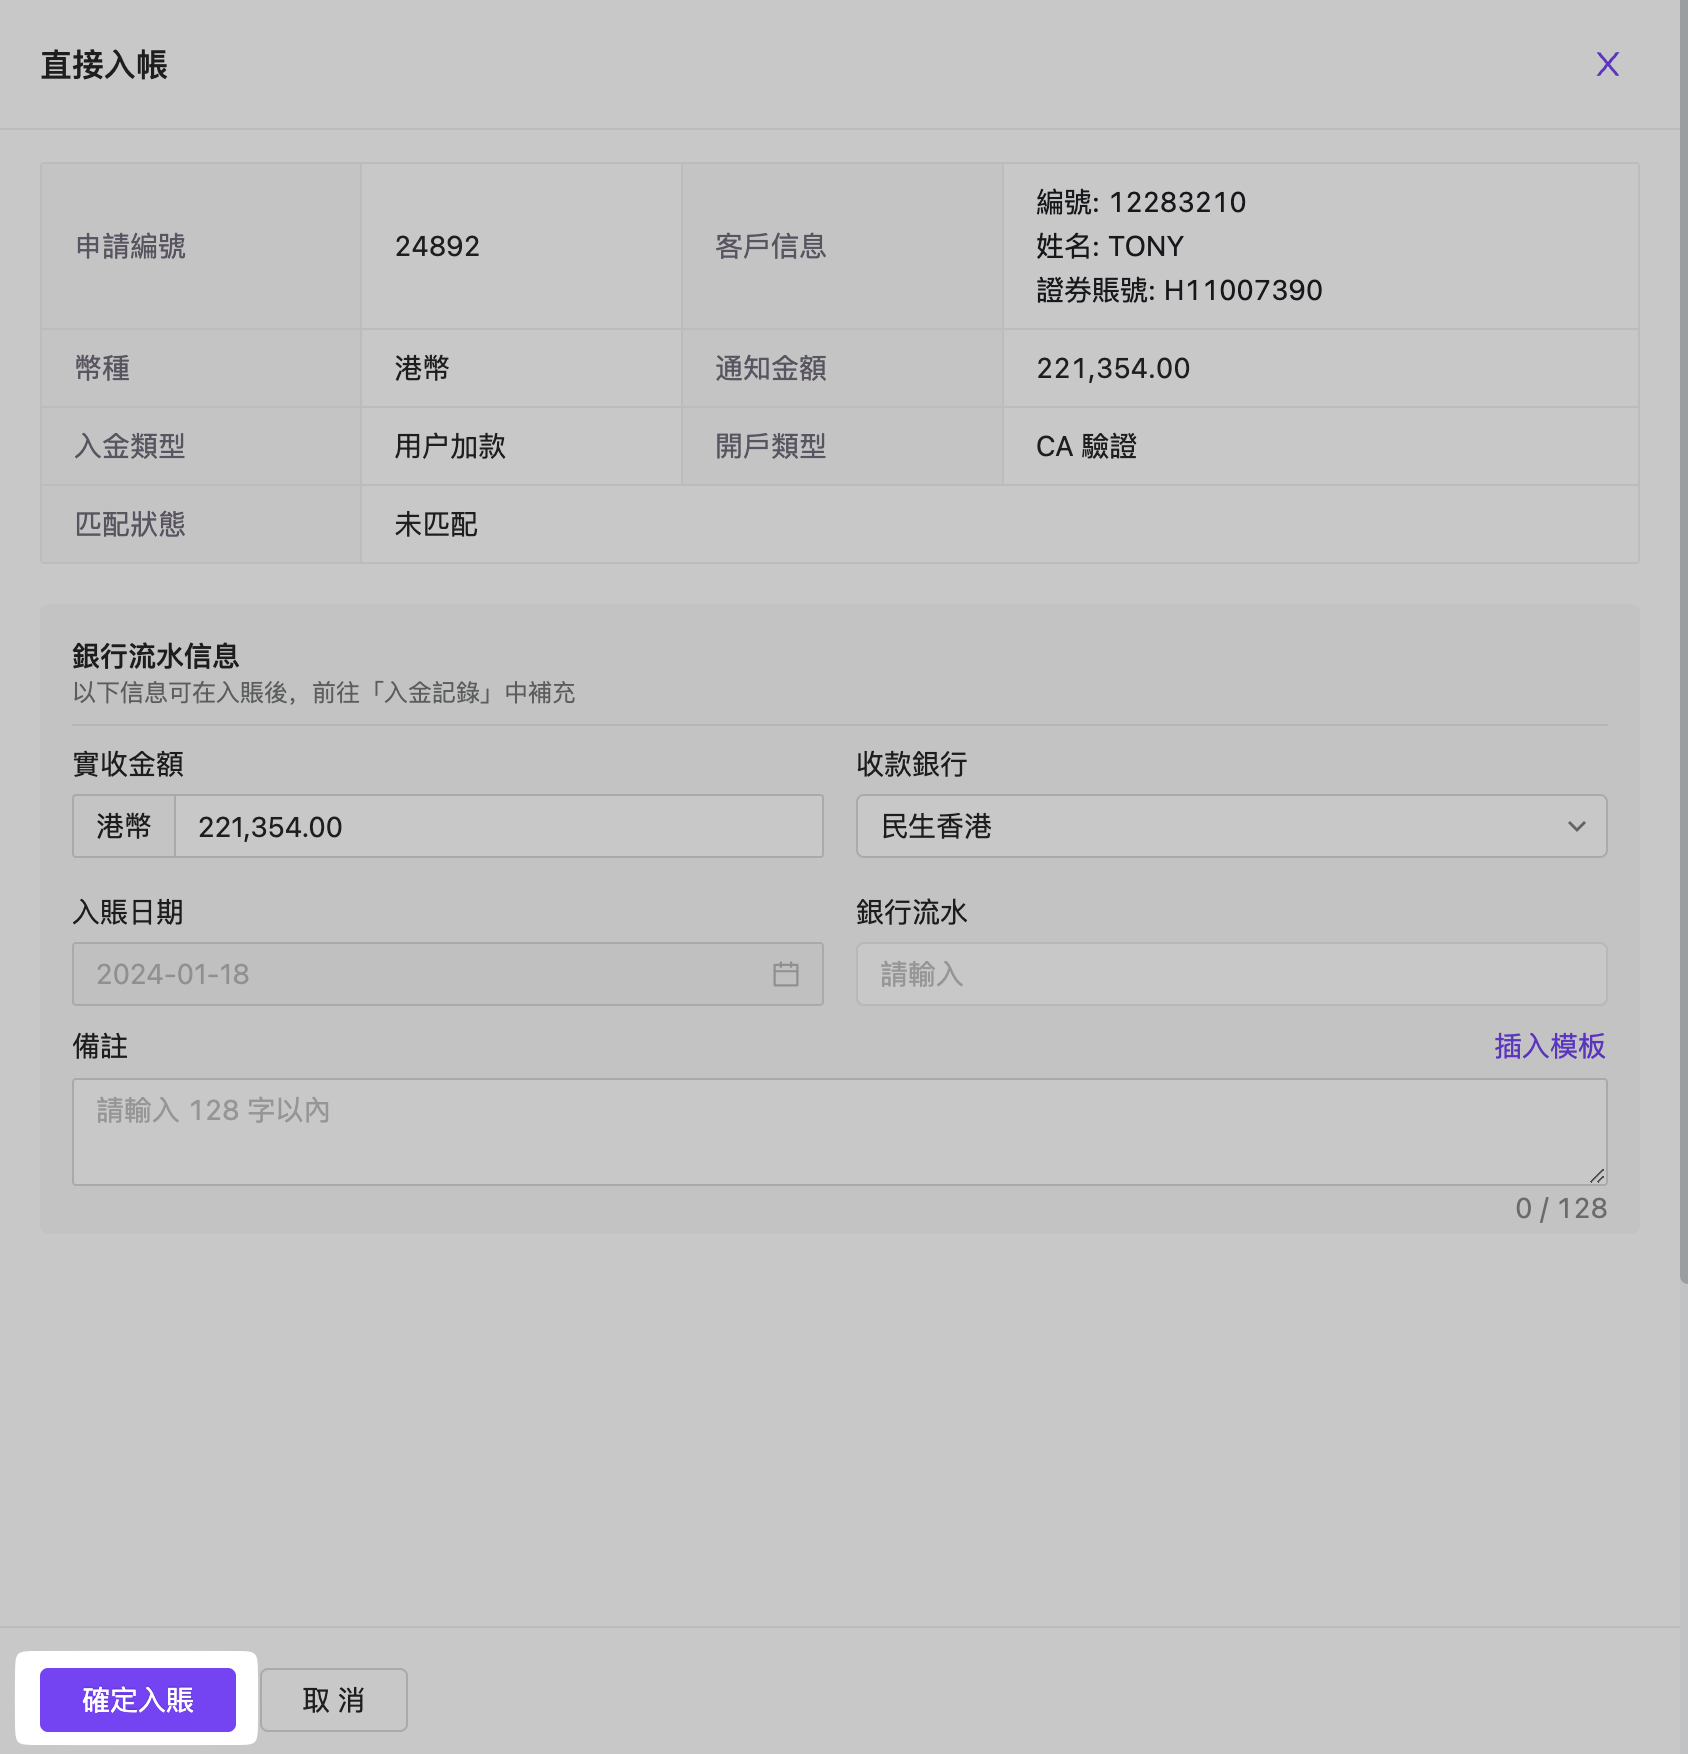 直接入帳
申請編號
24892
客戶信息
編號: 12283210
姓名: TONY
證券賬號: H11007390
幣種
港幣
通知金額
221,354.00
入金類型
用户加款
開戶類型
CA 驗證
匹配狀態
未匹配
銀行流水信息
以下信息可在入賬後，前往「入金記錄」中補充
實收金額
收款銀行
港幣
221,354.00
民生香港
入賬日期
銀行流水
2024-01-18
請輸入
備註
插入模板
請輸入 128 字以內
0 / 128
確定入賬
取 消